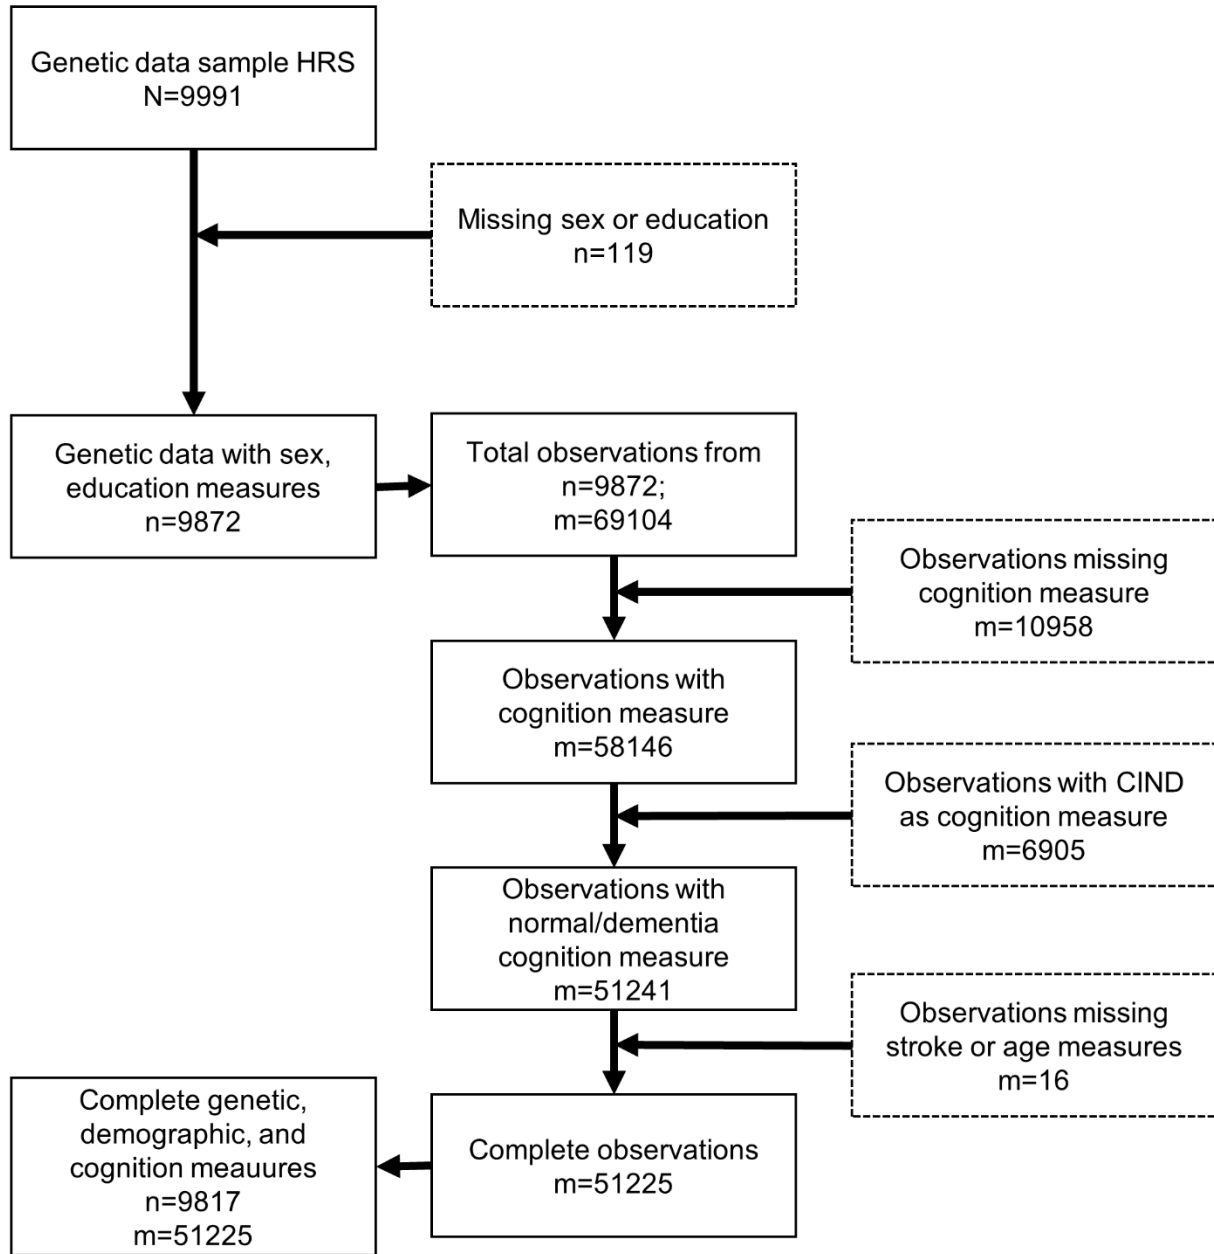 Genetic data sample HRS
N=9991
Missing sex or education
n=119
Genetic data with sex,
education measures
n=9872
Total observations from
n=9872;
m=69104
Observations missing
cognition measure
m=10958
Observations with
cognition measure
m=58146
Observations with CIND
as cognition measure
m=6905
Observations with
normal/dementia
cognition measure
m=51241
Observations missing
stroke or age measures
m=16
Complete genetic,
demographic, and
cognition meauures
n=9817
m=51225
Complete observations
m=51225